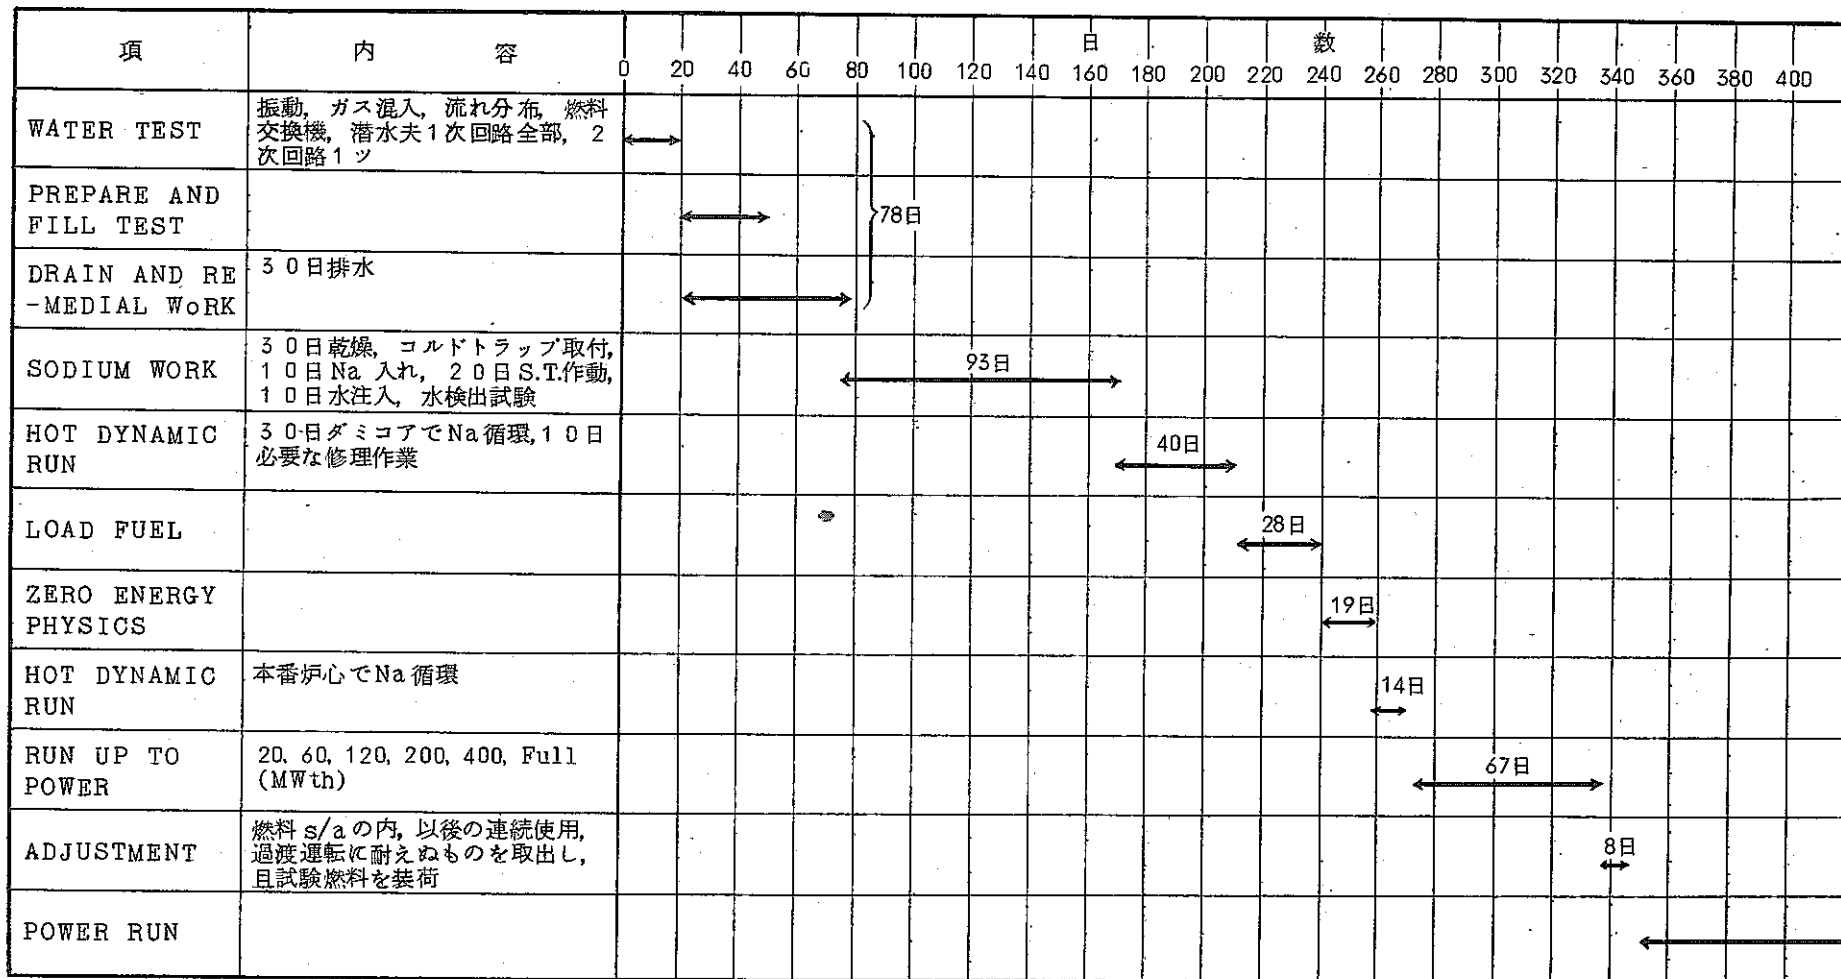 項 内 容 日 数
0 20 40 60 80 100 120 140 160 180 200 220 240 260 280 300 320 340 360 380 400
WATER TEST
振動, ガス混入, 流れ分布, 燃料
交換機, 潜水夫1次回路全部, 2
次回路1ツ
PREPARE AND
FILL TEST
78日
DRAIN AND RE
-MEDIAL WoRK
30日排水
SODIUM WORK
30日乾燥, コルドトラップ取付,
10日Na 入れ, 20日S.T.作動,
10日水注入, 水検出試験
93日
HOT DYNAMIC
RUN
30日ダミコアでNa循環,10日
必要な修理作業
40日
LOAD FUEL
28日
ZERO ENERGY
PHYSICS
19日
HOT DYNAMIC
RUN
本番炉心でNa循環
14日
RUN UP TO
POWER
20, 60, 120, 200, 400, Full
(MWth)
67日
ADJUSTMENT
燃料s/aの内, 以後の連続使用,
過渡運転に耐えぬものを取出し,
且試験燃料を装荷
8日
POWER RUN